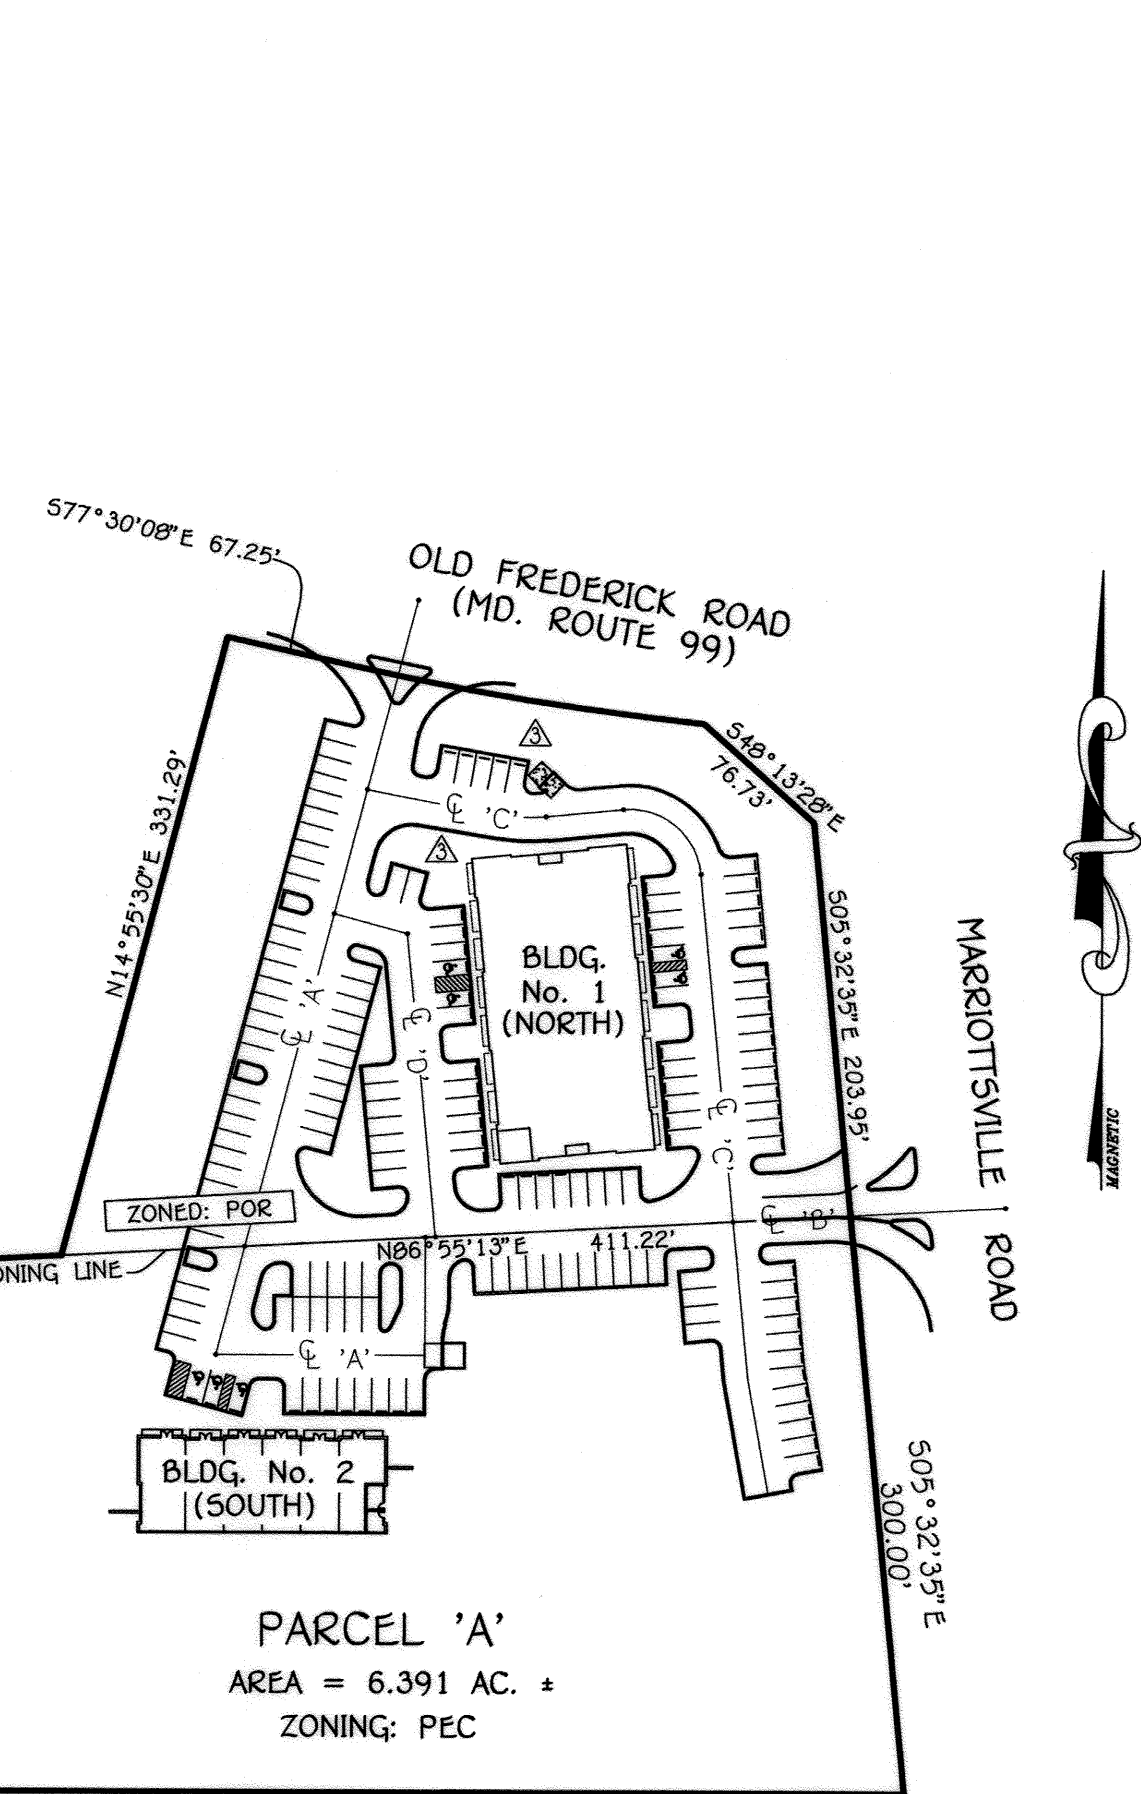 S77°30'08"E 67.25'
OLD FREDERICK ROAD
(MD. ROUTE 99)
S48°13'28"E
76.73'
3
N14°55'30"E 331.29'
℄ 'C'
3
S05°32'35"E 203.95'
MARRIOTTSVILLE ROAD
BLDG.
No. 1
(NORTH)
℄ 'A'
℄ 'D'
℄ 'C'
MAGNETIC
ZONED: POR
℄ 'B'
N86°55'13"E 411.22'
ONING LINE
℄ 'A'
BLDG. No. 2
(SOUTH)
S05°32'35"E
300.00'
PARCEL 'A'
AREA = 6.391 AC. ±
ZONING: PEC